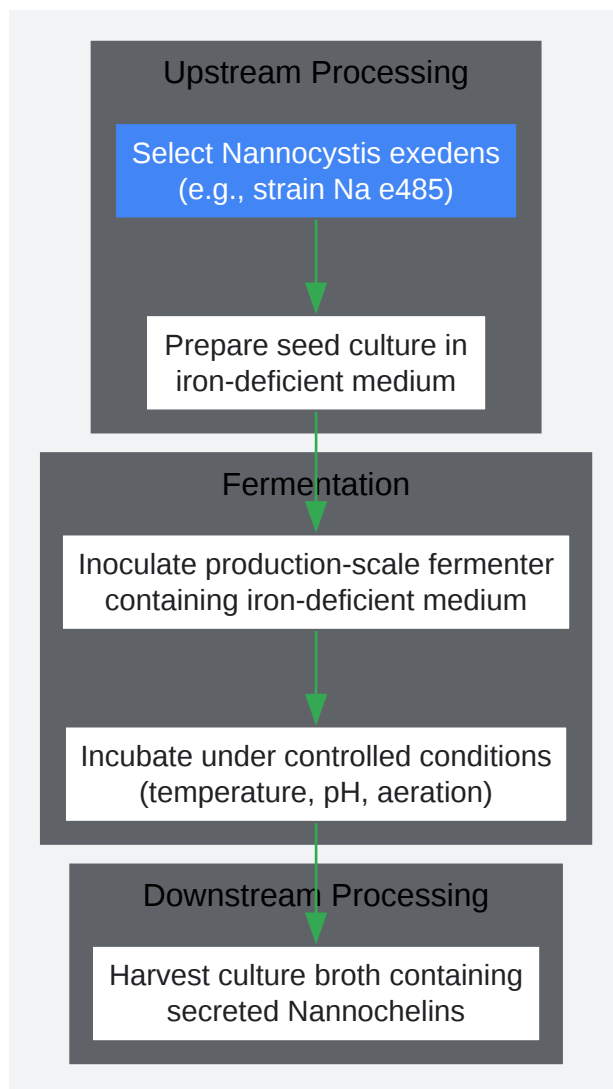 Upstream Processing
Select Nannocystis exedens
(e.g., strain Na e485)
Prepare seed culture in
iron-deficient medium
Fermentation
Inoculate production-scale fermenter
containing iron-deficient medium
Incubate under controlled conditions
(temperature, pH, aeration)
Downstream Processing
Harvest culture broth containing
secreted Nannochelins